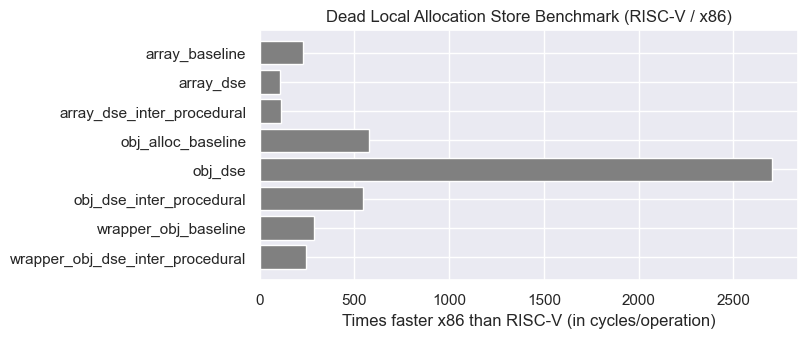 Dead Local Allocation Store Benchmark (RISC-V / x86)
array_baseline
array_dse
array_dse_inter_procedural
obj_alloc_baseline
obj_dse
obj_dse_inter_procedural
wrapper_obj_baseline
wrapper_obj_dse_inter_procedural
0 500 1000 1500 2000 2500
Times faster x86 than RISC-V (in cycles/operation)